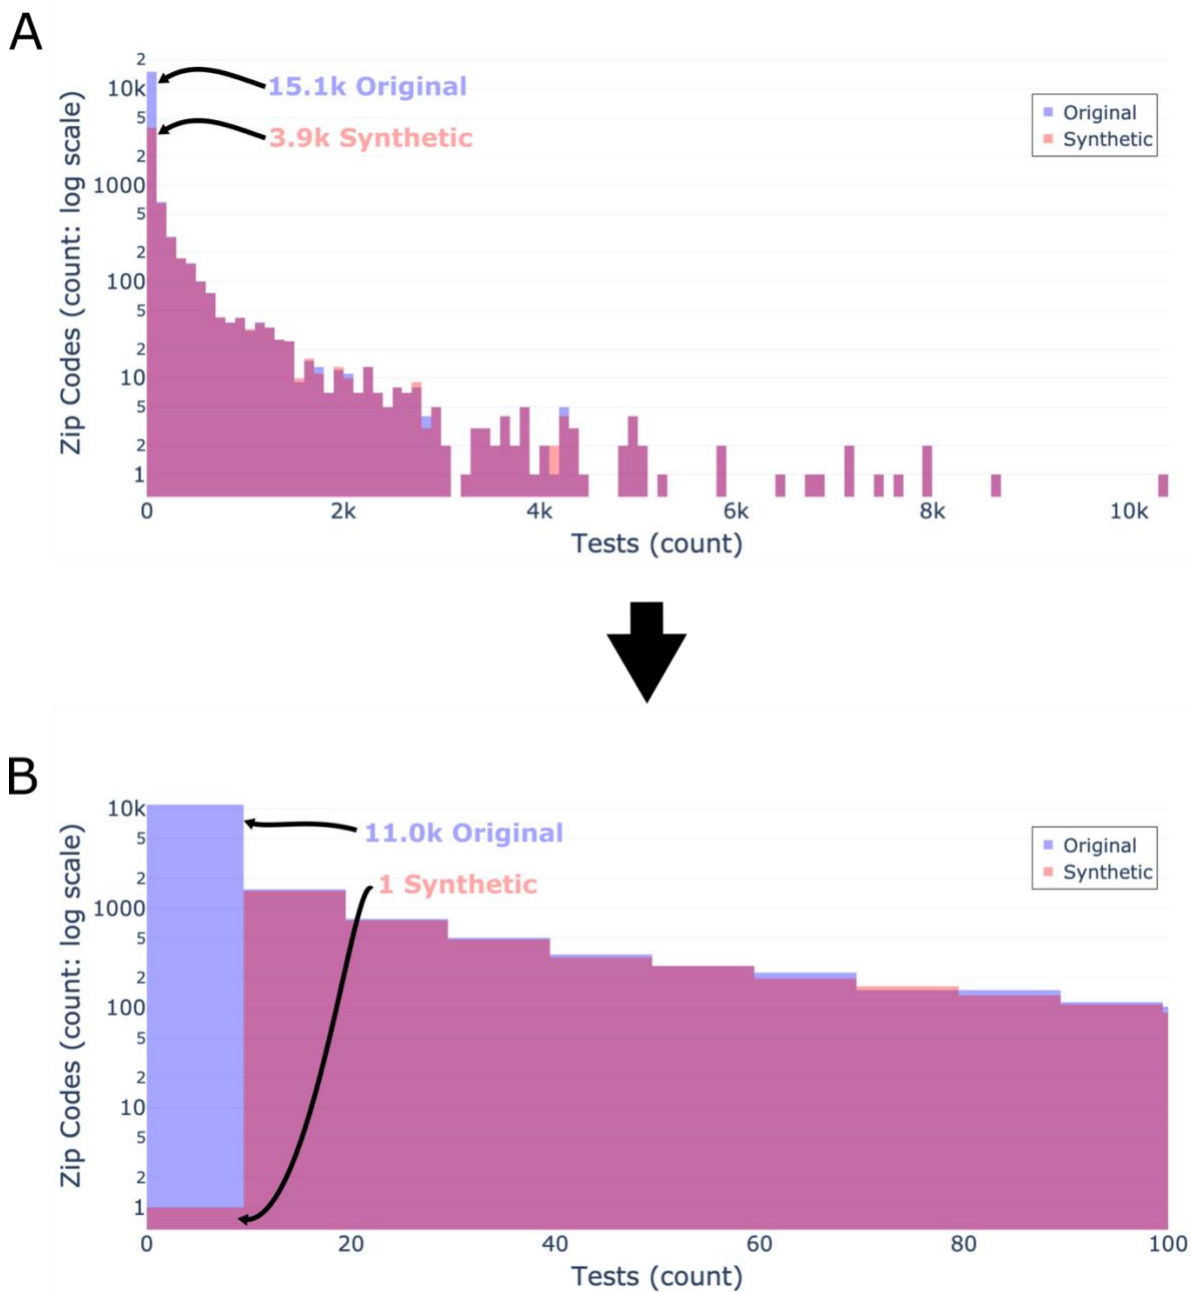 A
2
10k
5
2
1000
5
2
100
5
2
10
5
2
1
Zip Codes (count: log scale)
15.1k Original
3.9k Synthetic
Original
Synthetic
0 2k 4k 6k 8k 10k
Tests (count)
B
10k
5
2
1000
5
2
100
5
2
10
5
2
1
Zip Codes (count: log scale)
11.0k Original
1 Synthetic
Original
Synthetic
0 20 40 60 80 100
Tests (count)